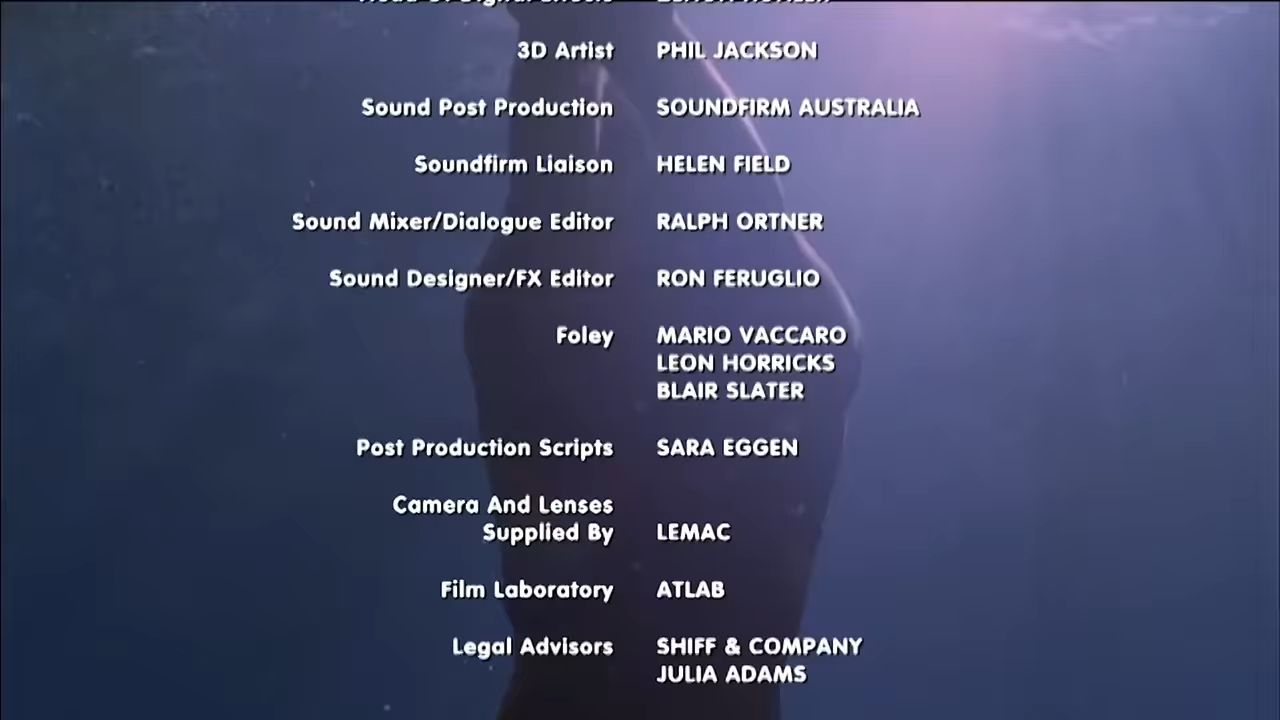 3D Artist PHIL JACKSON
Sound Post Production SOUNDFIRM AUSTRALIA
Soundfirm Liaison HELEN FIELD
Sound Mixer/Dialogue Editor RALPH ORTNER
Sound Designer/FX Editor RON FERUGLIO
Foley MARIO VACCARO
LEON HORRICKS
BLAIR SLATER
Post Production Scripts SARA EGGEN
Camera And Lenses
Supplied By LEMAC
Film Laboratory ATLAB
Legal Advisors SHIFF & COMPANY
JULIA ADAMS